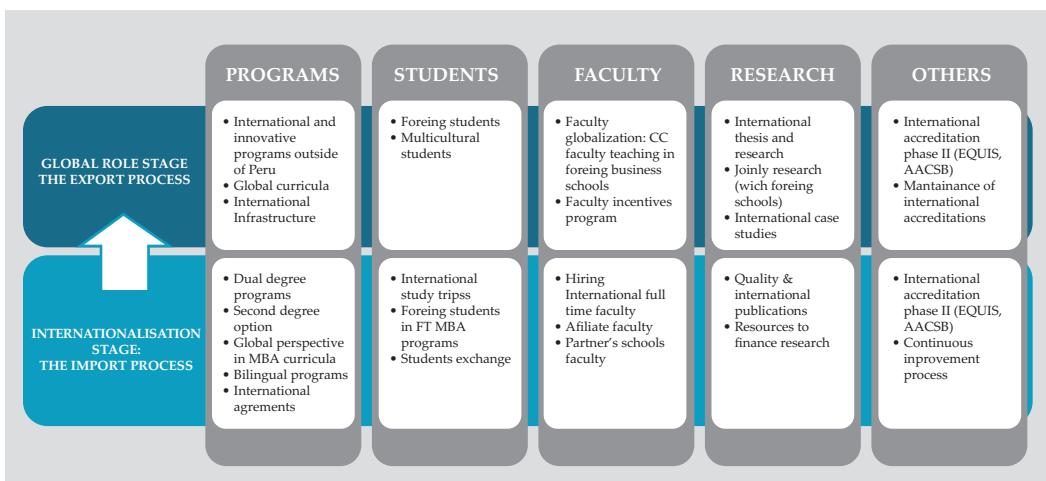 PROGRAMS
STUDENTS
FACULTY
RESEARCH
OTHERS
GLOBAL ROLE STAGE
THE EXPORT PROCESS
• International and
innovative
programs outside
of Peru
• Global curricula
• International
Infrastructure
• Foreing students
• Multicultural
students
• Faculty
globalization: CC
faculty teaching in
foreing business
schools
• Faculty incentives
program
• International
thesis and
research
• Joinly research
(wich foreing
schools)
• International case
studies
• International
accreditation
phase II (EQUIS,
AACSB)
• Mantainance of
international
accreditations
INTERNATIONALISATION
STAGE:
THE IMPORT PROCESS
• Dual degree
programs
• Second degree
option
• Global perspective
in MBA curricula
• Bilingual programs
• International
agrements
• International
study tripss
• Foreing students
in FT MBA
programs
• Students exchange
• Hiring
International full
time faculty
• Afiliate faculty
• Partner's schools
faculty
• Quality &
international
publications
• Resources to
finance research
• International
accreditation
phase II (EQUIS,
AACSB)
• Continuous
inprovement
process